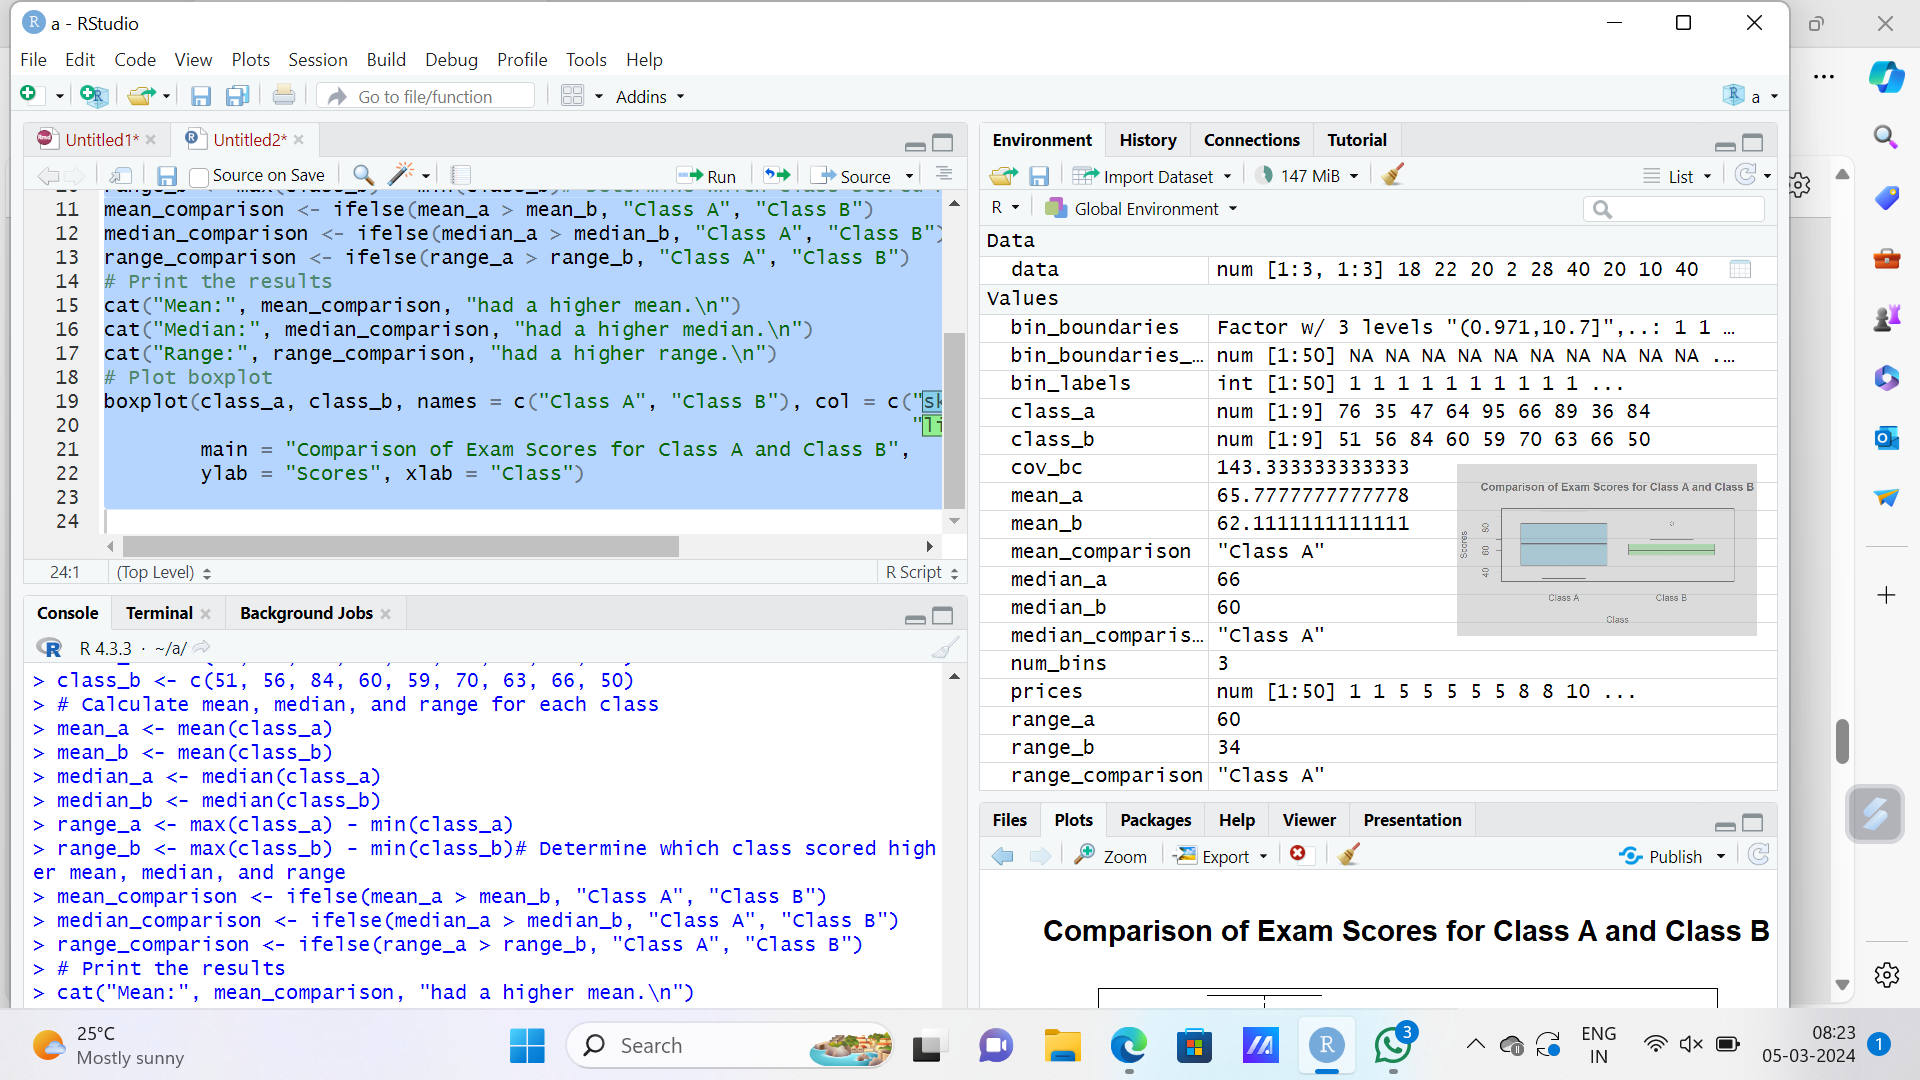 a - RStudio
File Edit Code View Plots Session Build Debug Profile Tools Help
Go to file/function
Addins
a
Untitled1*
Untitled2*
Source on Save
Run
Source
11 mean_comparison <- ifelse(mean_a > mean_b, "Class A", "Class B")
12 median_comparison <- ifelse(median_a > median_b, "Class A", "Class B")
13 range_comparison <- ifelse(range_a > range_b, "Class A", "Class B")
14 # Print the results
15 cat("Mean:", mean_comparison, "had a higher mean.\n")
16 cat("Median:", median_comparison, "had a higher median.\n")
17 cat("Range:", range_comparison, "had a higher range.\n")
18 # Plot boxplot
19 boxplot(class_a, class_b, names = c("Class A", "Class B"), col = c("sk
20 "li
21 main = "Comparison of Exam Scores for Class A and Class B",
22 ylab = "Scores", xlab = "Class")
23
24
24:1 (Top Level) R Script
Console Terminal Background Jobs
R 4.3.3 · ~/a/
> class_b <- c(51, 56, 84, 60, 59, 70, 63, 66, 50)
> # Calculate mean, median, and range for each class
> mean_a <- mean(class_a)
> mean_b <- mean(class_b)
> median_a <- median(class_a)
> median_b <- median(class_b)
> range_a <- max(class_a) - min(class_a)
> range_b <- max(class_b) - min(class_b)# Determine which class scored high
er mean, median, and range
> mean_comparison <- ifelse(mean_a > mean_b, "Class A", "Class B")
> median_comparison <- ifelse(median_a > median_b, "Class A", "Class B")
> range_comparison <- ifelse(range_a > range_b, "Class A", "Class B")
> # Print the results
> cat("Mean:", mean_comparison, "had a higher mean.\n")
Environment History Connections Tutorial
Import Dataset
147 MiB
List
R
Global Environment
Data
data num [1:3, 1:3] 18 22 20 2 28 40 20 10 40
Values
bin_boundaries Factor w/ 3 levels "(0.971,10.7]",..: 1 1 …
bin_boundaries_… num [1:50] NA NA NA NA NA NA NA NA NA NA .…
bin_labels int [1:50] 1 1 1 1 1 1 1 1 1 1 ...
class_a num [1:9] 76 35 47 64 95 66 89 36 84
class_b num [1:9] 51 56 84 60 59 70 63 66 50
cov_bc 143.333333333333
mean_a 65.7777777777778
mean_b 62.1111111111111
mean_comparison "Class A"
median_a 66
median_b 60
median_comparis… "Class A"
num_bins 3
prices num [1:50] 1 1 5 5 5 5 5 8 8 10 ...
range_a 60
range_b 34
range_comparison "Class A"
Comparison of Exam Scores for Class A and Class B
Scores
40 60 80
Class A Class B
Class
Files Plots Packages Help Viewer Presentation
Zoom
Export
Publish
Comparison of Exam Scores for Class A and Class B
25°C
Mostly sunny
Search
3
ENG
IN
08:23
05-03-2024
1